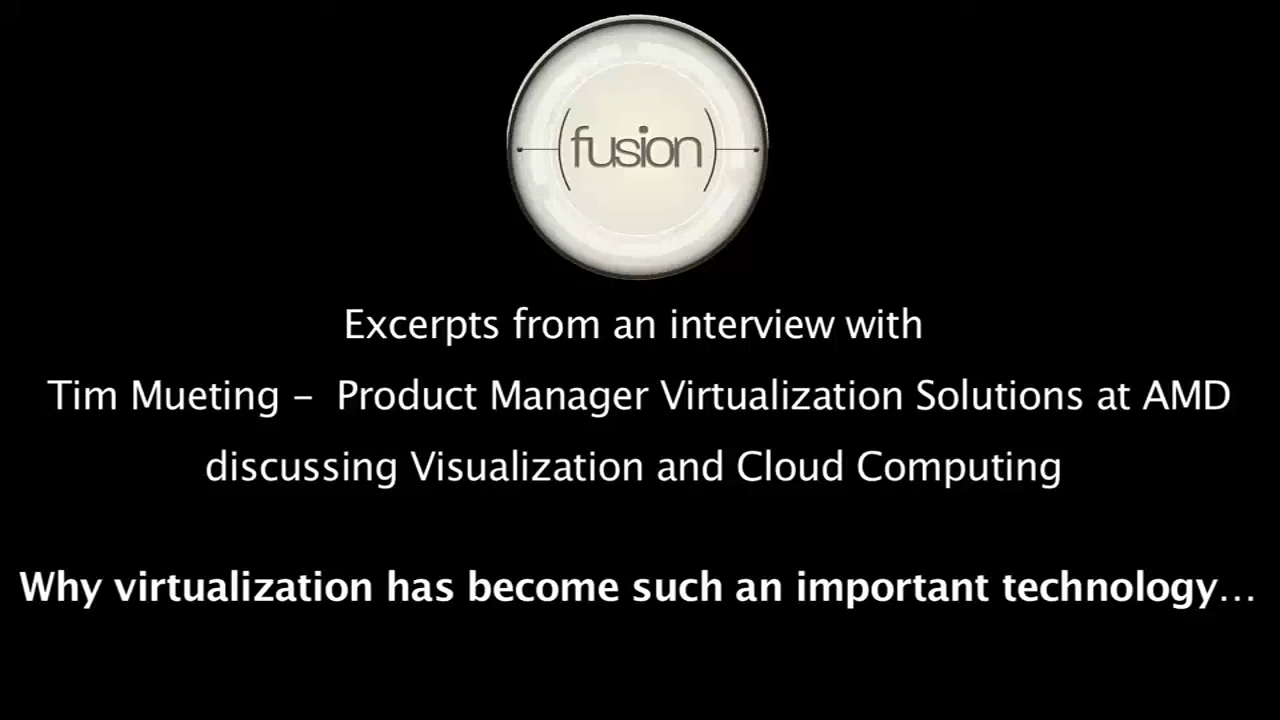 (fusion)
Excerpts from an interview with
Tim Mueting – Product Manager Virtualization Solutions at AMD
discussing Visualization and Cloud Computing
Why virtualization has become such an important technology...